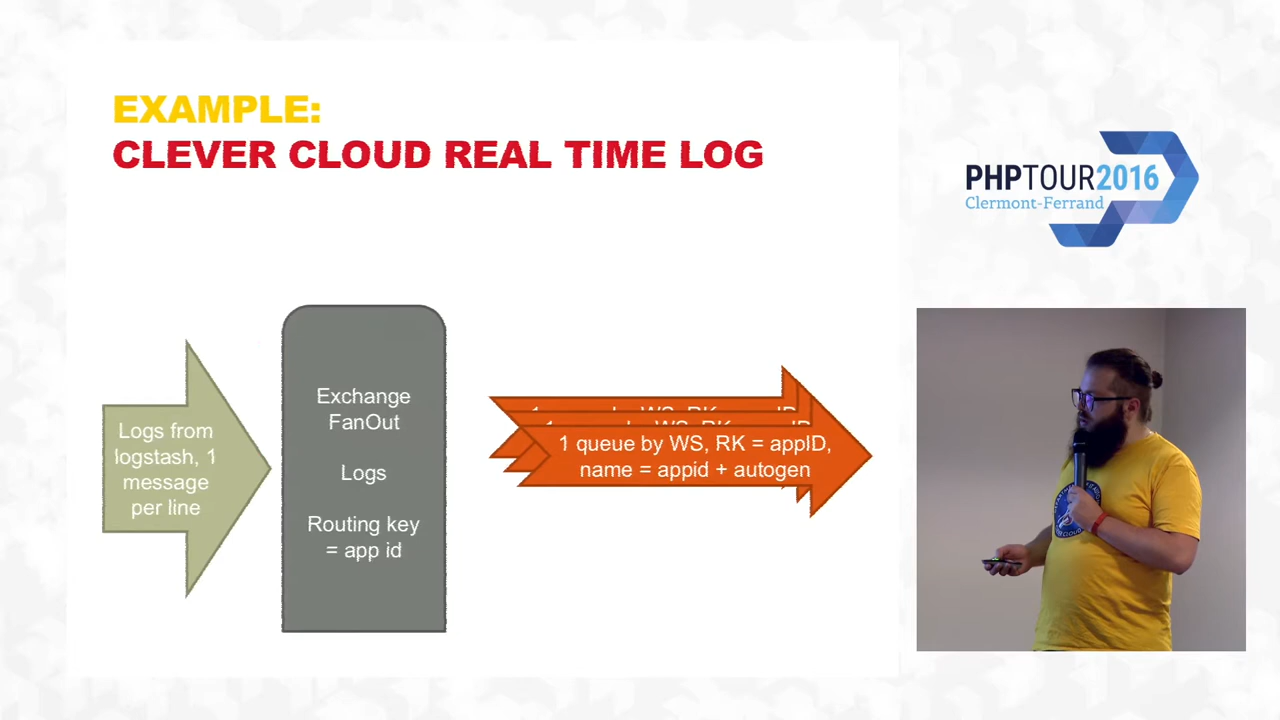 EXAMPLE:
CLEVER CLOUD REAL TIME LOG
PHPTOUR2016
Clermont-Ferrand
Logs from
logstash, 1
message
per line
Exchange
FanOut
Logs
Routing key
= app id
1 queue by WS, RK = appID,
name = appid + autogen